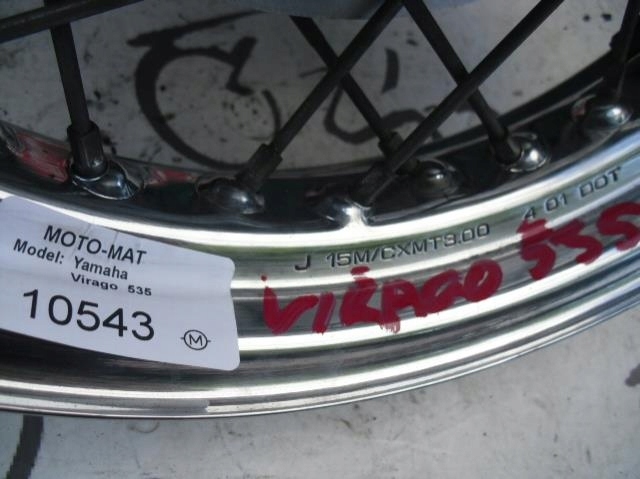 MOTO-MAT
Model: Yamaha
Virago 535
10543
M
J 15M/CXMT3.00 4 01 DOT
VIRAGO 535